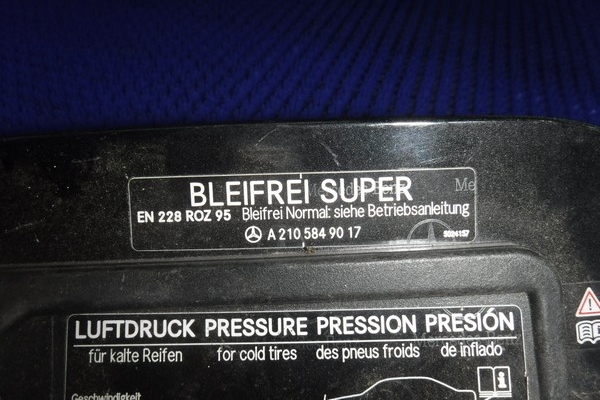 BLEIFREI SUPER
EN 228 ROZ 95 Bleifrei Normal: siehe Betriebsanleitung
A 210 584 90 17
LUFTDRUCK PRESSURE PRESSION PRESIÓN
für kalte Reifen for cold tires des pneus froids de inflado
Geschwindigkeit